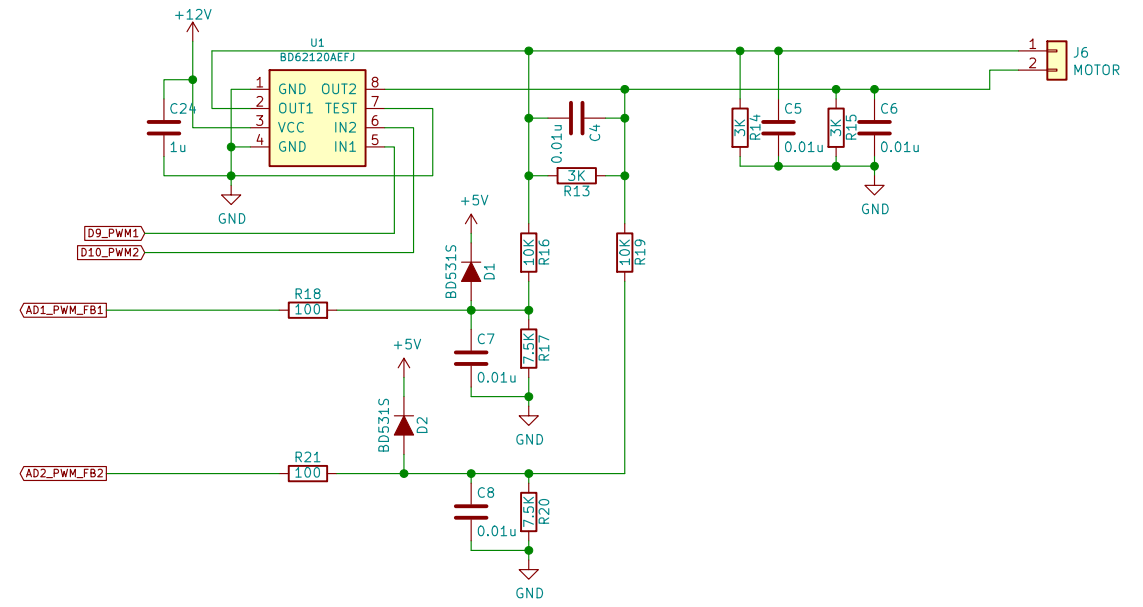 +12V
U1
BD62120AEFJ
1 GND OUT2 8
2 OUT1 TEST 7
3 VCC IN2 6
4 GND IN1 5
C24
1u
GND
D9_PWM1
D10_PWM2
0.01u
C4
3K
R13
3K
R14
C5
0.01u
3K
R15
C6
0.01u
GND
1
2
J6
MOTOR
+5V
BD531S
D1
10K
R16
10K
R19
AD1_PWM_FB1
R18
100
C7
0.01u
7.5K
R17
GND
+5V
BD531S
D2
AD2_PWM_FB2
R21
100
C8
0.01u
7.5K
R20
GND